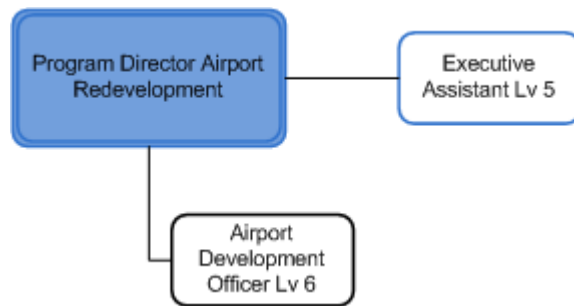 Program Director Airport
Redevelopment
Executive
Assistant Lv 5
Airport
Development
Officer Lv 6